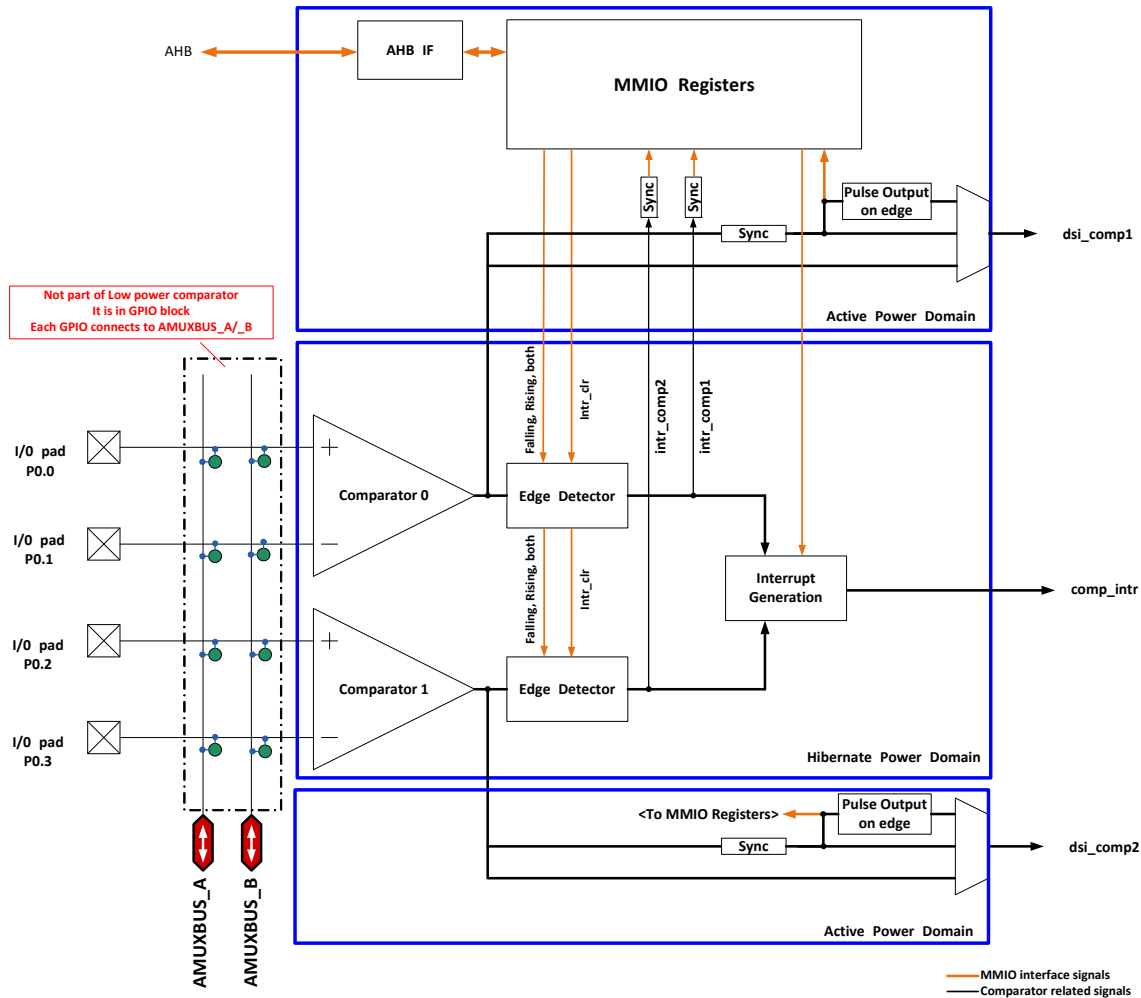 AHB
AHB IF
MMIO Registers
Sync
Sync
Pulse Output
on edge
Sync
dsi_comp1
Active Power Domain
Not part of Low power comparator
It is in GPIO block
Each GPIO connects to AMUXBUS_A/_B
Falling, Rising, both
Intr_clr
intr_comp2
intr_comp1
I/0 pad
P0.0
Comparator 0
Edge Detector
I/0 pad
P0.1
Falling, Rising, both
Intr_clr
Interrupt
Generation
comp_intr
I/0 pad
P0.2
Comparator 1
Edge Detector
I/0 pad
P0.3
Hibernate Power Domain
<To MMIO Registers>
Pulse Output
on edge
Sync
dsi_comp2
AMUXBUS_A
AMUXBUS_B
Active Power Domain
MMIO interface signals
Comparator related signals